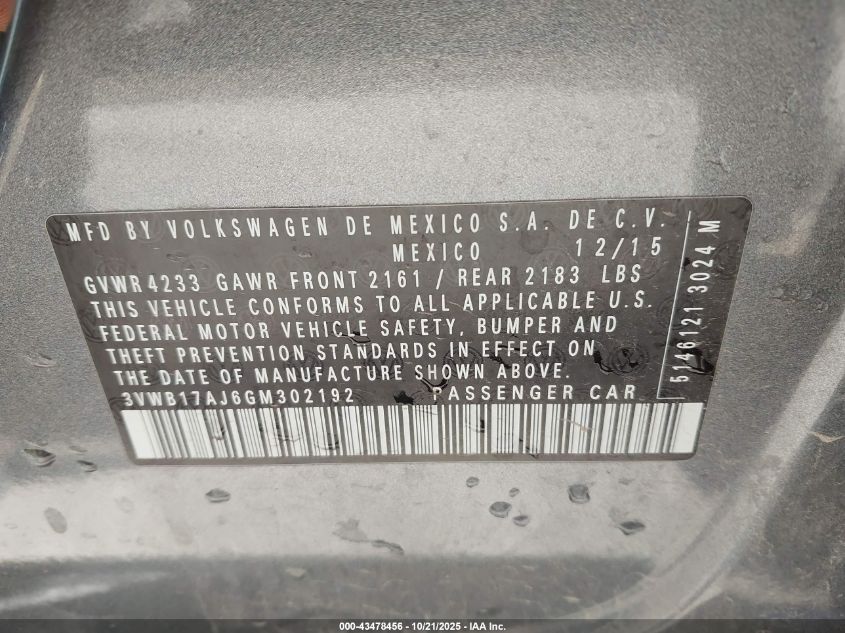 MFD BY VOLKSWAGEN DE MEXICO S.A. DE C.V.
MEXICO 12/15
GVWR 4233 GAWR FRONT 2161 / REAR 2183 LBS
THIS VEHICLE CONFORMS TO ALL APPLICABLE U.S.
FEDERAL MOTOR VEHICLE SAFETY, BUMPER AND
THEFT PREVENTION STANDARDS IN EFFECT ON
THE DATE OF MANUFACTURE SHOWN ABOVE.
3VWB17AJ6GM302192 PASSENGER CAR
5146121 3024 M
000-43478456 - 10/21/2025 - IAA Inc.